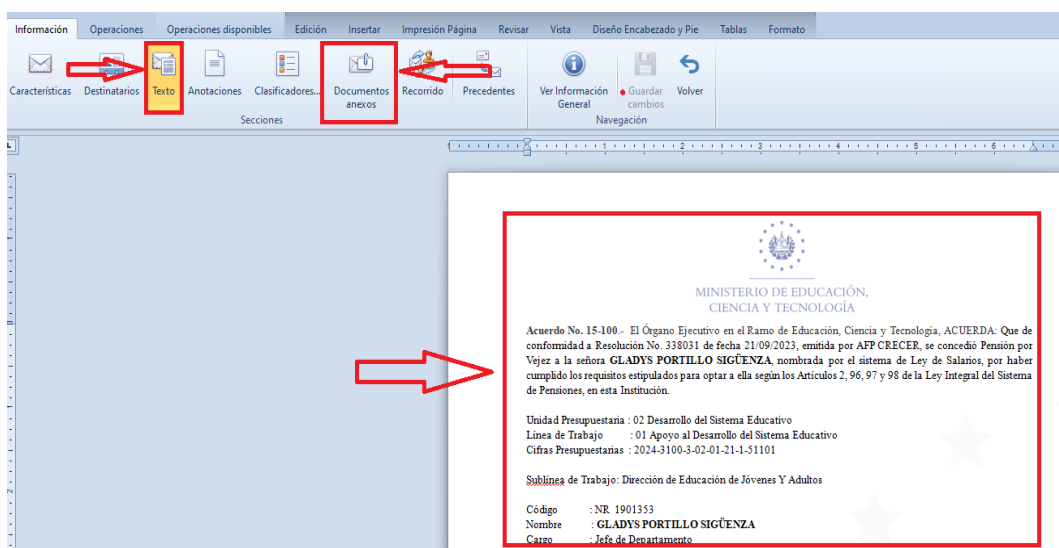 Información Operaciones Operaciones disponibles Edición Insertar Impresión Página Revisar Vista Diseño Encabezado y Pie Tablas Formato
Características Destinatarios Texto Anotaciones Clasificadores... Documentos anexos Recorrido Precedentes Ver Información General Guardar cambios Volver
Secciones Navegación
1 2 3 4 5 6
MINISTERIO DE EDUCACIÓN,
CIENCIA Y TECNOLOGÍA
Acuerdo No. 15-100.- El Órgano Ejecutivo en el Ramo de Educación, Ciencia y Tecnología, ACUERDA: Que de
conformidad a Resolución No. 338031 de fecha 21/09/2023, emitida por AFP CRECER, se concedió Pensión por
Vejez a la señora GLADYS PORTILLO SIGÜENZA, nombrada por el sistema de Ley de Salarios, por haber
cumplido los requisitos estipulados para optar a ella según los Artículos 2, 96, 97 y 98 de la Ley Integral del Sistema
de Pensiones, en esta Institución.
Unidad Presupuestaria : 02 Desarrollo del Sistema Educativo
Línea de Trabajo : 01 Apoyo al Desarrollo del Sistema Educativo
Cifras Presupuestarias : 2024-3100-3-02-01-21-1-51101
Sublínea de Trabajo: Dirección de Educación de Jóvenes Y Adultos
Código : NR 1901353
Nombre : GLADYS PORTILLO SIGÜENZA
Cargo : Jefe de Departamento